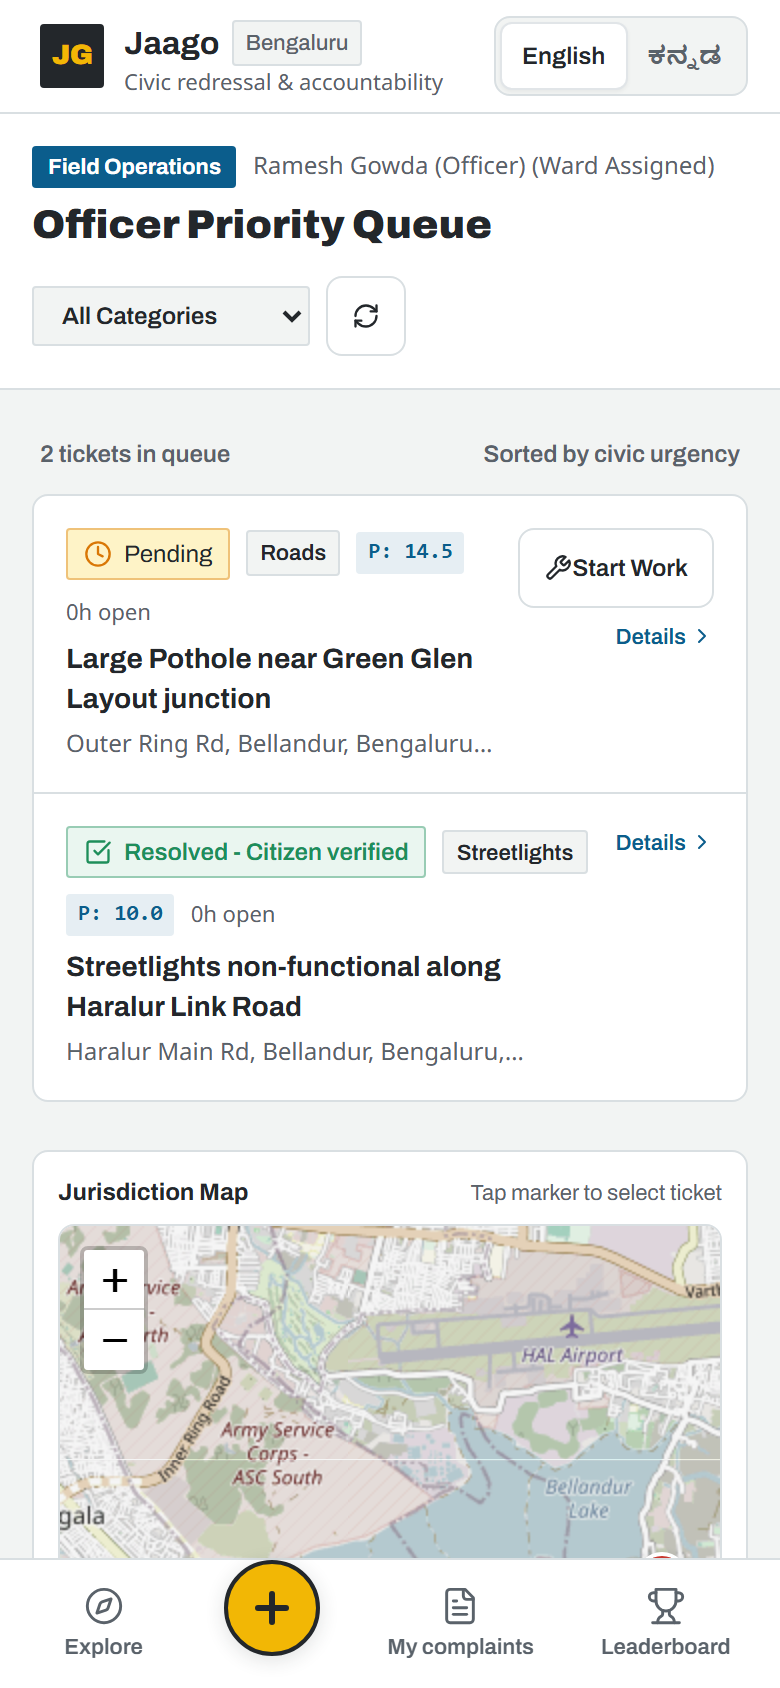 JG
Jaago
Bengaluru
Civic redressal & accountability
English
ಕನ್ನಡ
Field Operations
Ramesh Gowda (Officer) (Ward Assigned)
Officer Priority Queue
All Categories
2 tickets in queue
Sorted by civic urgency
Pending
Roads
P: 14.5
Start Work
0h open
Details
Large Pothole near Green Glen
Layout junction
Outer Ring Rd, Bellandur, Bengaluru...
Resolved - Citizen verified
Streetlights
Details
P: 10.0
0h open
Streetlights non-functional along
Haralur Link Road
Haralur Main Rd, Bellandur, Bengaluru,...
Jurisdiction Map
Tap marker to select ticket
+
−
HAL Airport
Inner Ring Road
Army Service
Corps -
ASC South
Bellandur
Lake
gala
Explore
+
My complaints
Leaderboard